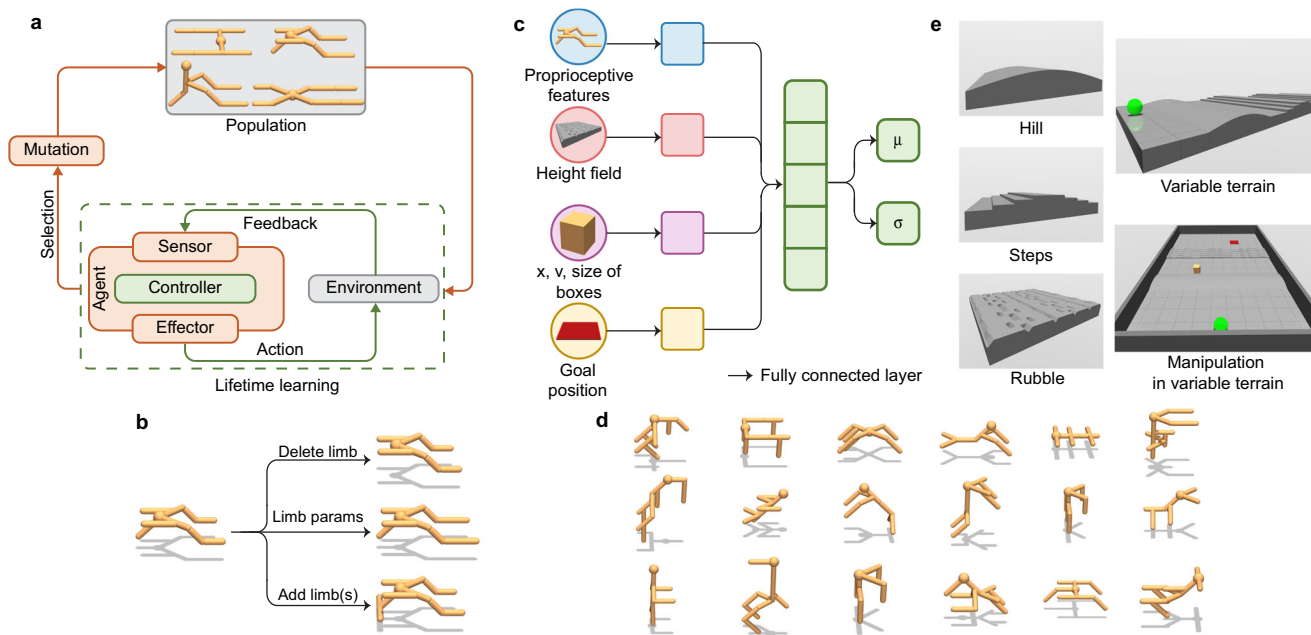 a
Population
Mutation
Selection
Feedback
Sensor
Agent
Controller
Environment
Effector
Action
Lifetime learning
b
Delete limb
Limb params
Add limb(s)
c
Proprioceptive
features
Height field
x, v, size of
boxes
Goal
position
μ
σ
Fully connected layer
d
e
Hill
Steps
Rubble
Variable terrain
Manipulation
in variable terrain